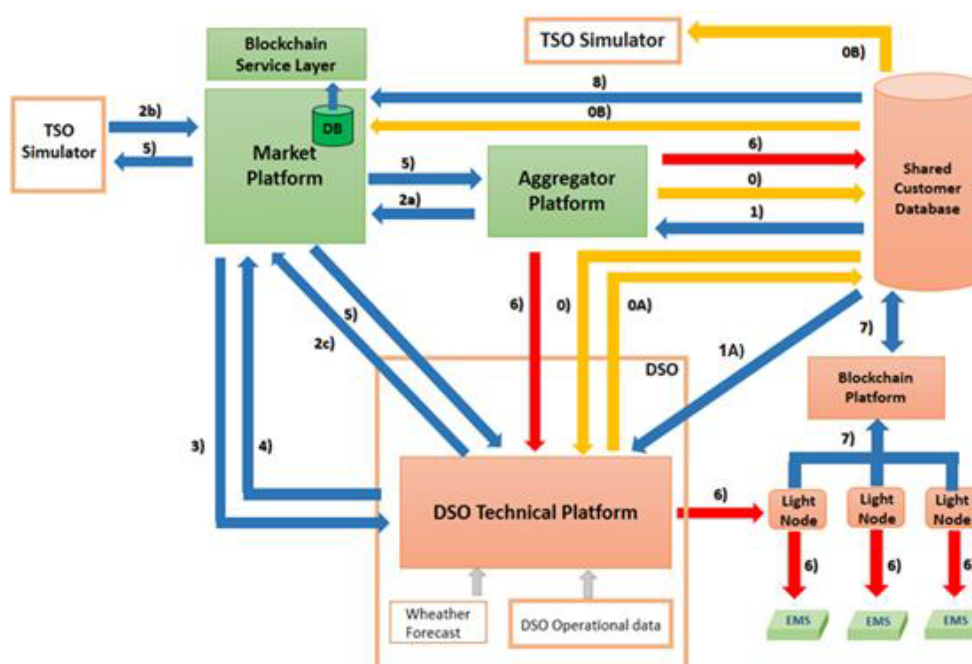 Blockchain
Service Layer
TSO Simulator
0B)
8)
2b)
TSO
Simulator
5)
DB
Market
Platform
0B)
5)
2a)
Aggregator
Platform
6)
0)
1)
Shared
Customer
Database
5)
2c)
6)
0)
0A)
1A)
7)
DSO
Blockchain
Platform
3)
4)
7)
DSO Technical Platform
6)
Light
Node
Light
Node
Light
Node
6)
6)
6)
Wheather
Forecast
DSO Operational data
EMS
EMS
EMS